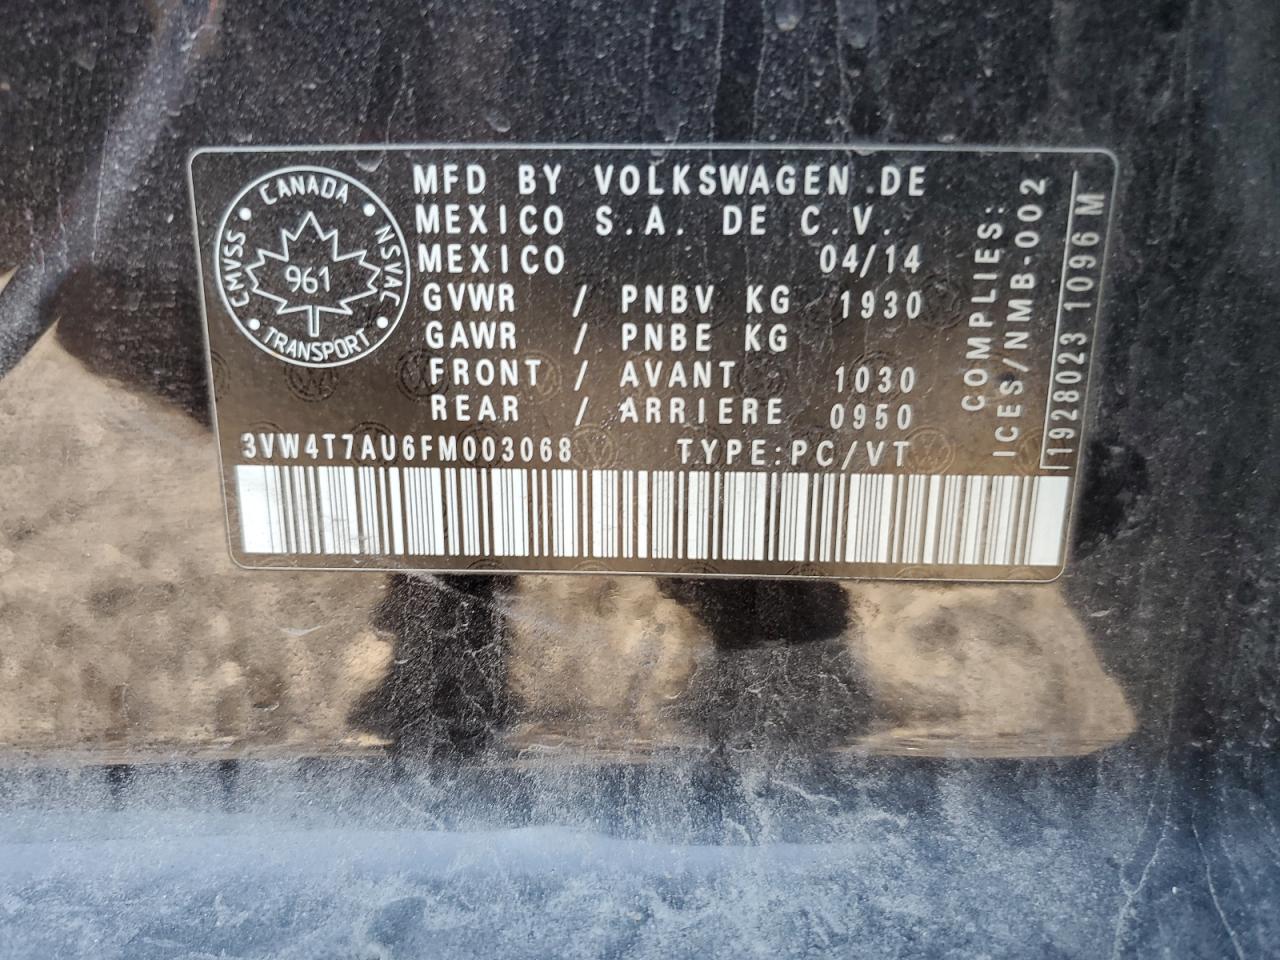 CANADA
CMVSS
NSVAC
961
TRANSPORT
MFD BY VOLKSWAGEN DE
MEXICO S.A. DE C.V.
MEXICO 04/14
GVWR / PNBV KG 1930
GAWR / PNBE KG
FRONT / AVANT 1030
REAR / ARRIERE 0950
3VW4T7AU6FM003068 TYPE:PC/VT
COMPLIES:
ICES/NMB-002
1928023 1096 M